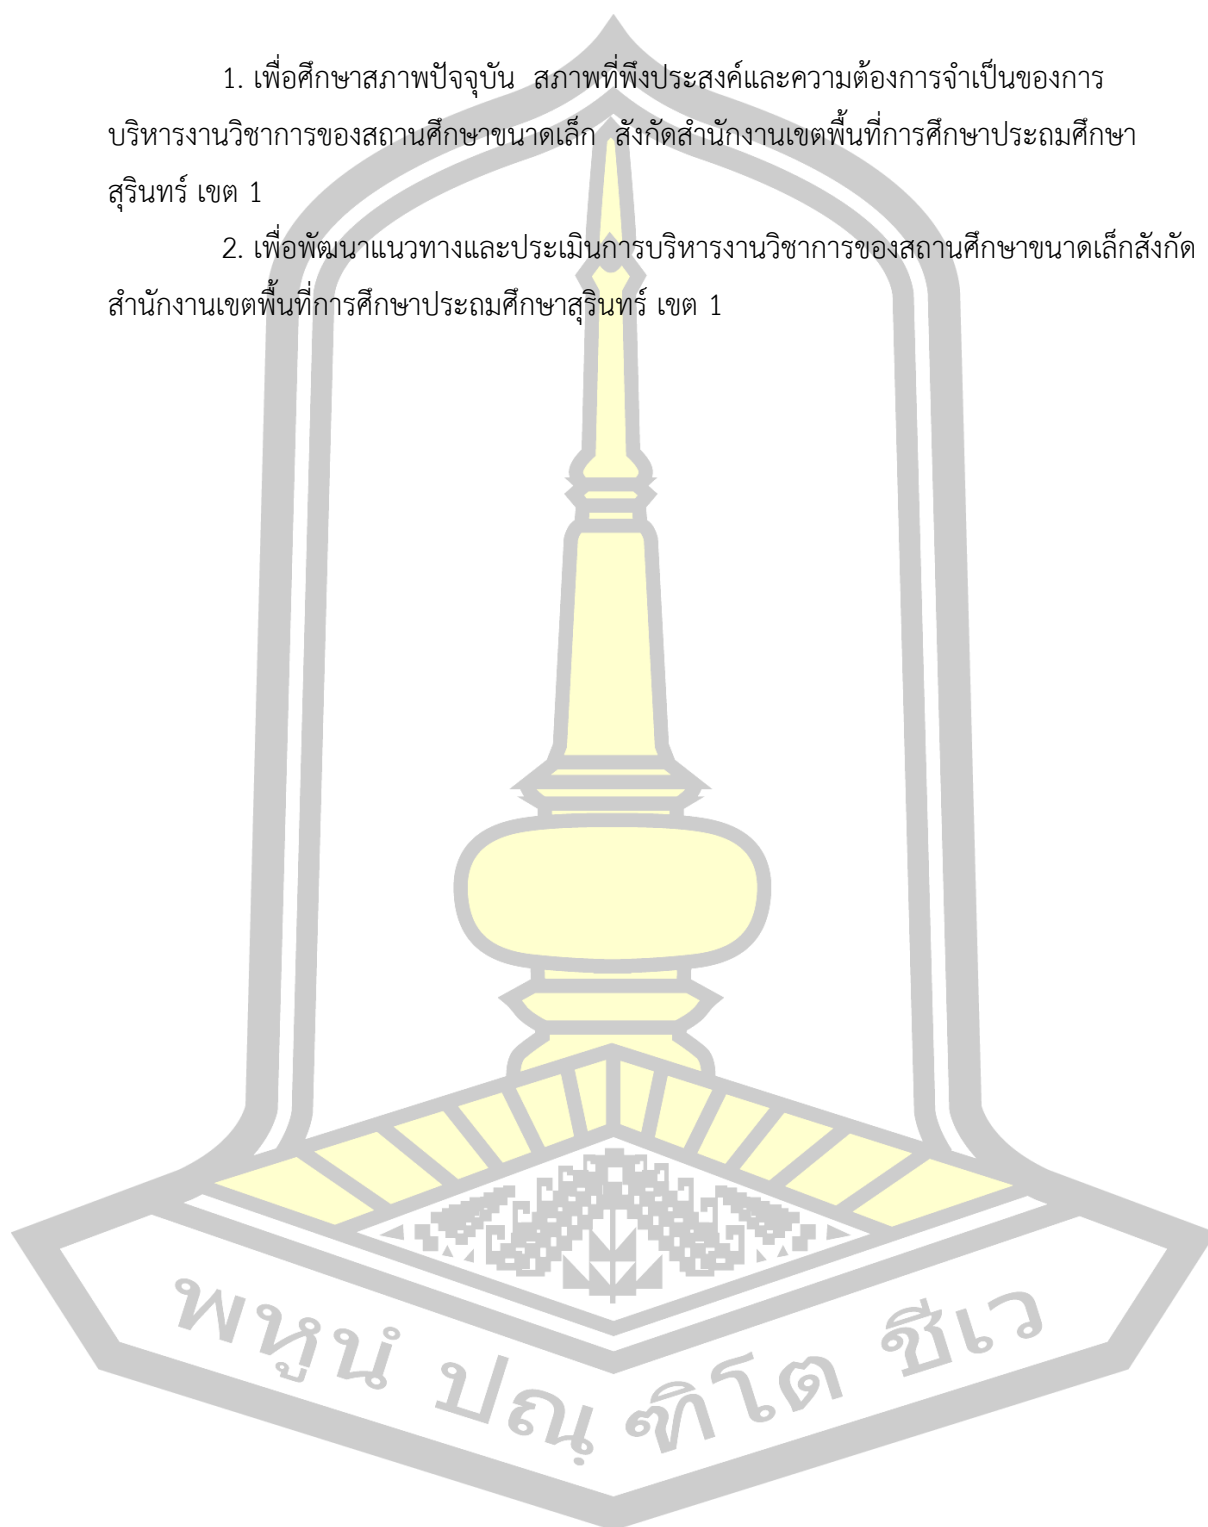 1. เพื่อศึกษาสภาพปัจจุบัน สภาพที่พึงประสงค์และความต้องการจำเป็นของการ
บริหารงานวิชาการของสถานศึกษาขนาดเล็ก สังกัดสำนักงานเขตพื้นที่การศึกษาประถมศึกษา
สุรินทร์ เขต 1
2. เพื่อพัฒนาแนวทางและประเมินการบริหารงานวิชาการของสถานศึกษาขนาดเล็กสังกัด
สำนักงานเขตพื้นที่การศึกษาประถมศึกษาสุรินทร์ เขต 1
พหูนํ ปณฺฑิโต ชีเว